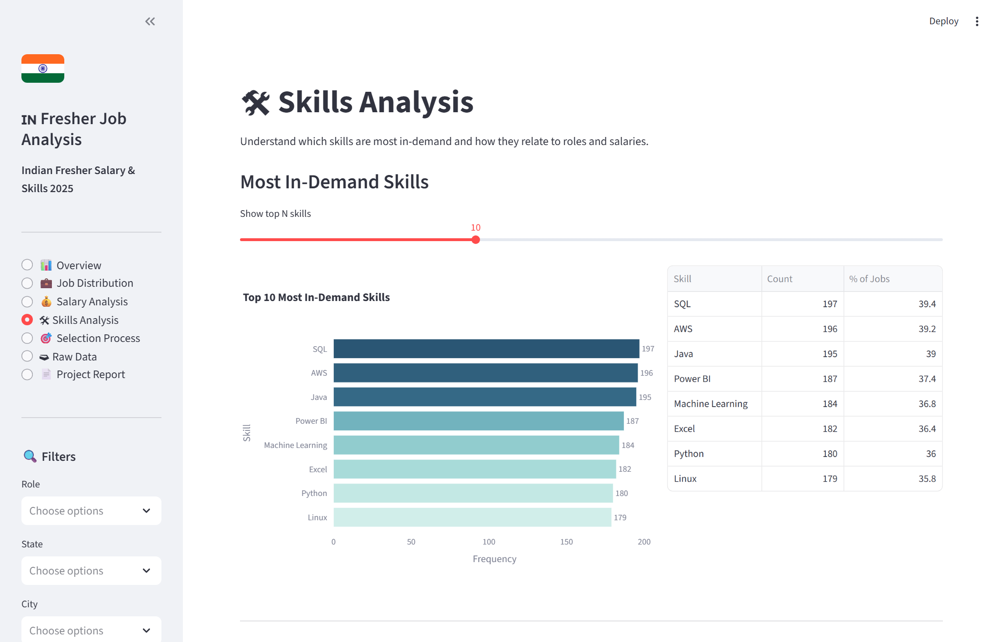 Deploy
IN Fresher Job
Analysis
Indian Fresher Salary &
Skills 2025
Overview
Job Distribution
Salary Analysis
Skills Analysis
Selection Process
Raw Data
Project Report
Filters
Role
Choose options
State
Choose options
City
Choose options
Skills Analysis
Understand which skills are most in-demand and how they relate to roles and salaries.
Most In-Demand Skills
Show top N skills
10
Top 10 Most In-Demand Skills
Skill
SQL 197
AWS 196
Java 195
Power BI 187
Machine Learning 184
Excel 182
Python 180
Linux 179
0 50 100 150 200
Frequency
Skill Count % of Jobs
SQL 197 39.4
AWS 196 39.2
Java 195 39
Power BI 187 37.4
Machine Learning 184 36.8
Excel 182 36.4
Python 180 36
Linux 179 35.8